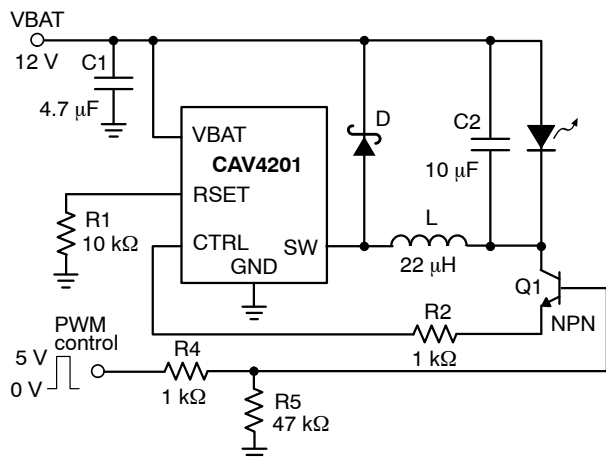 VBAT
12 V
C1
4.7 μF
VBAT
CAV4201
RSET
CTRL
SW
GND
R1
10 kΩ
D
C2
10 μF
L
22 μH
Q1
NPN
R2
1 kΩ
PWM
control
5 V
0 V
R4
1 kΩ
R5
47 kΩ